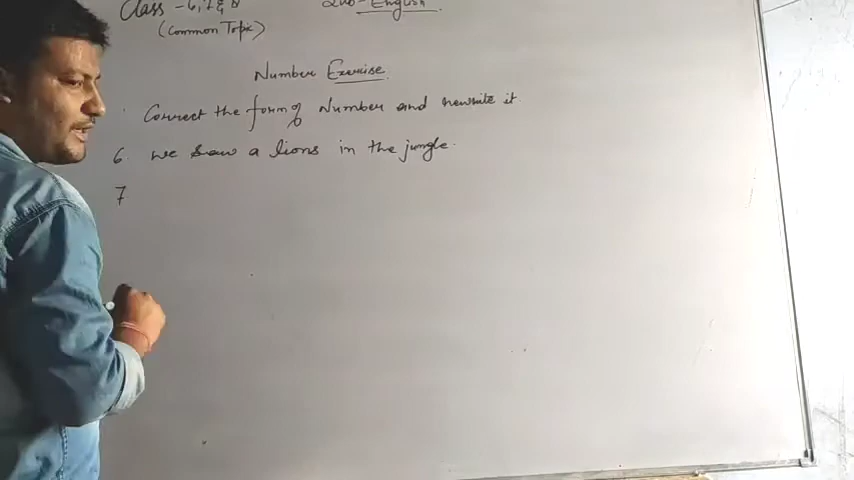 Class - 6, 7 & 8
Sub - English.
(Common Topic)
Number Exercise.
Correct the form of Number and rewrite it.
6. we saw a lions in the jungle.
7